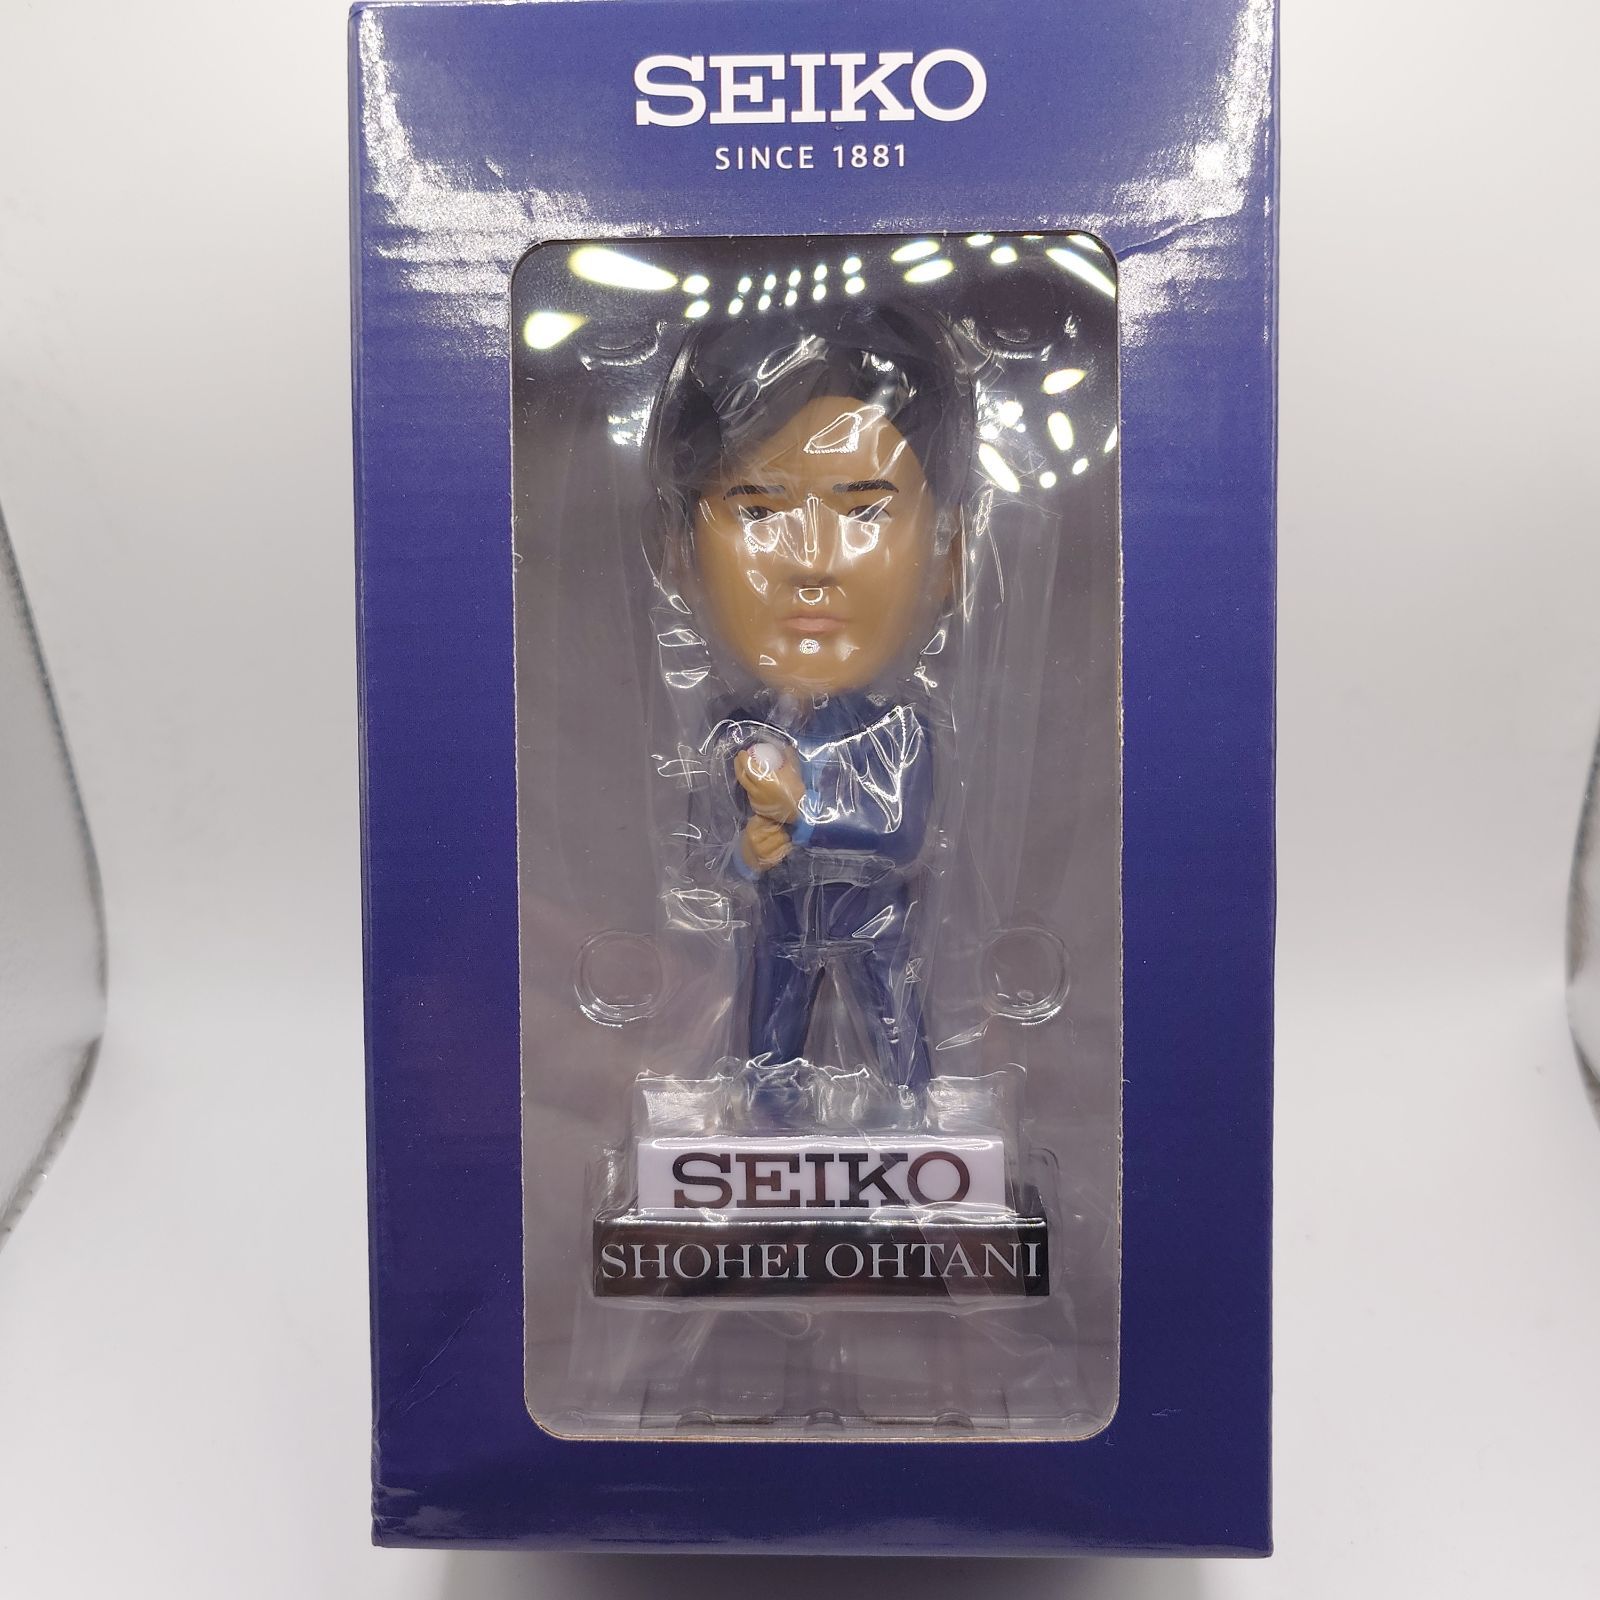 SEIKO
SINCE 1881
SEIKO
SHOHEI OHTANI